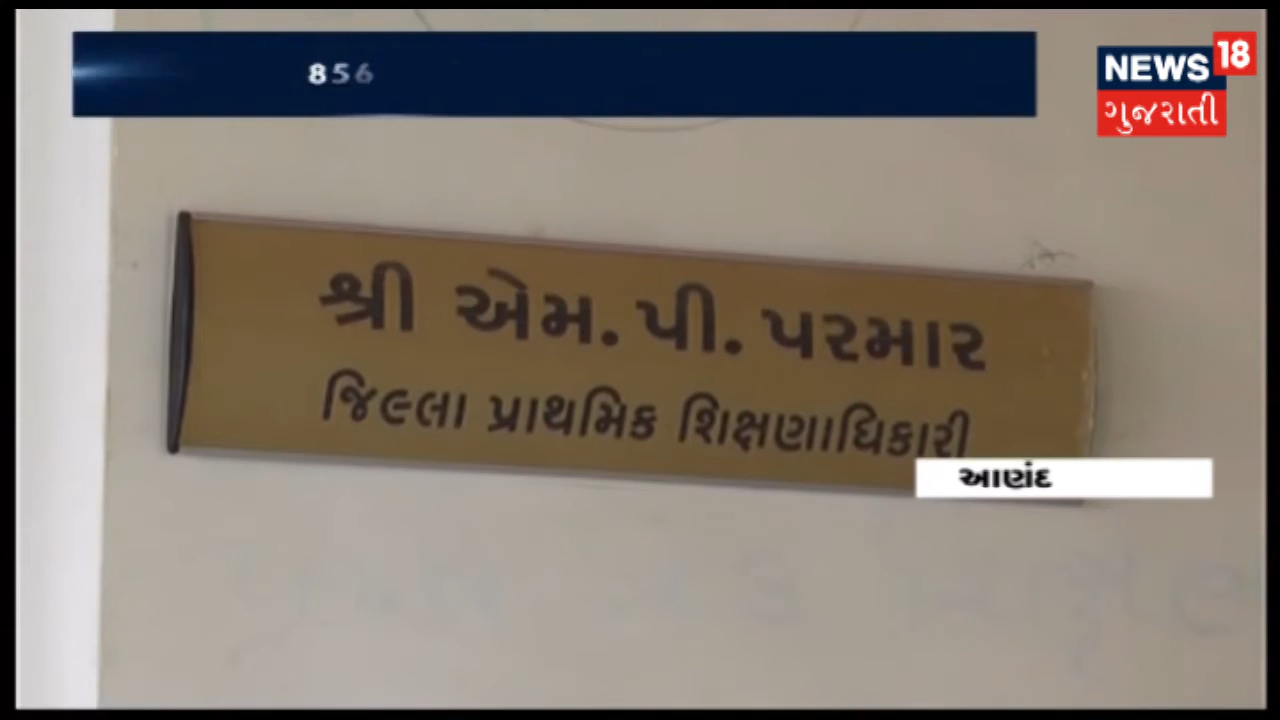 856
NEWS 18
ગુજરાતી
શ્રી એમ. પી. પરમાર
જિલ્લા પ્રાથમિક શિક્ષણાધિકારી
આણંદ